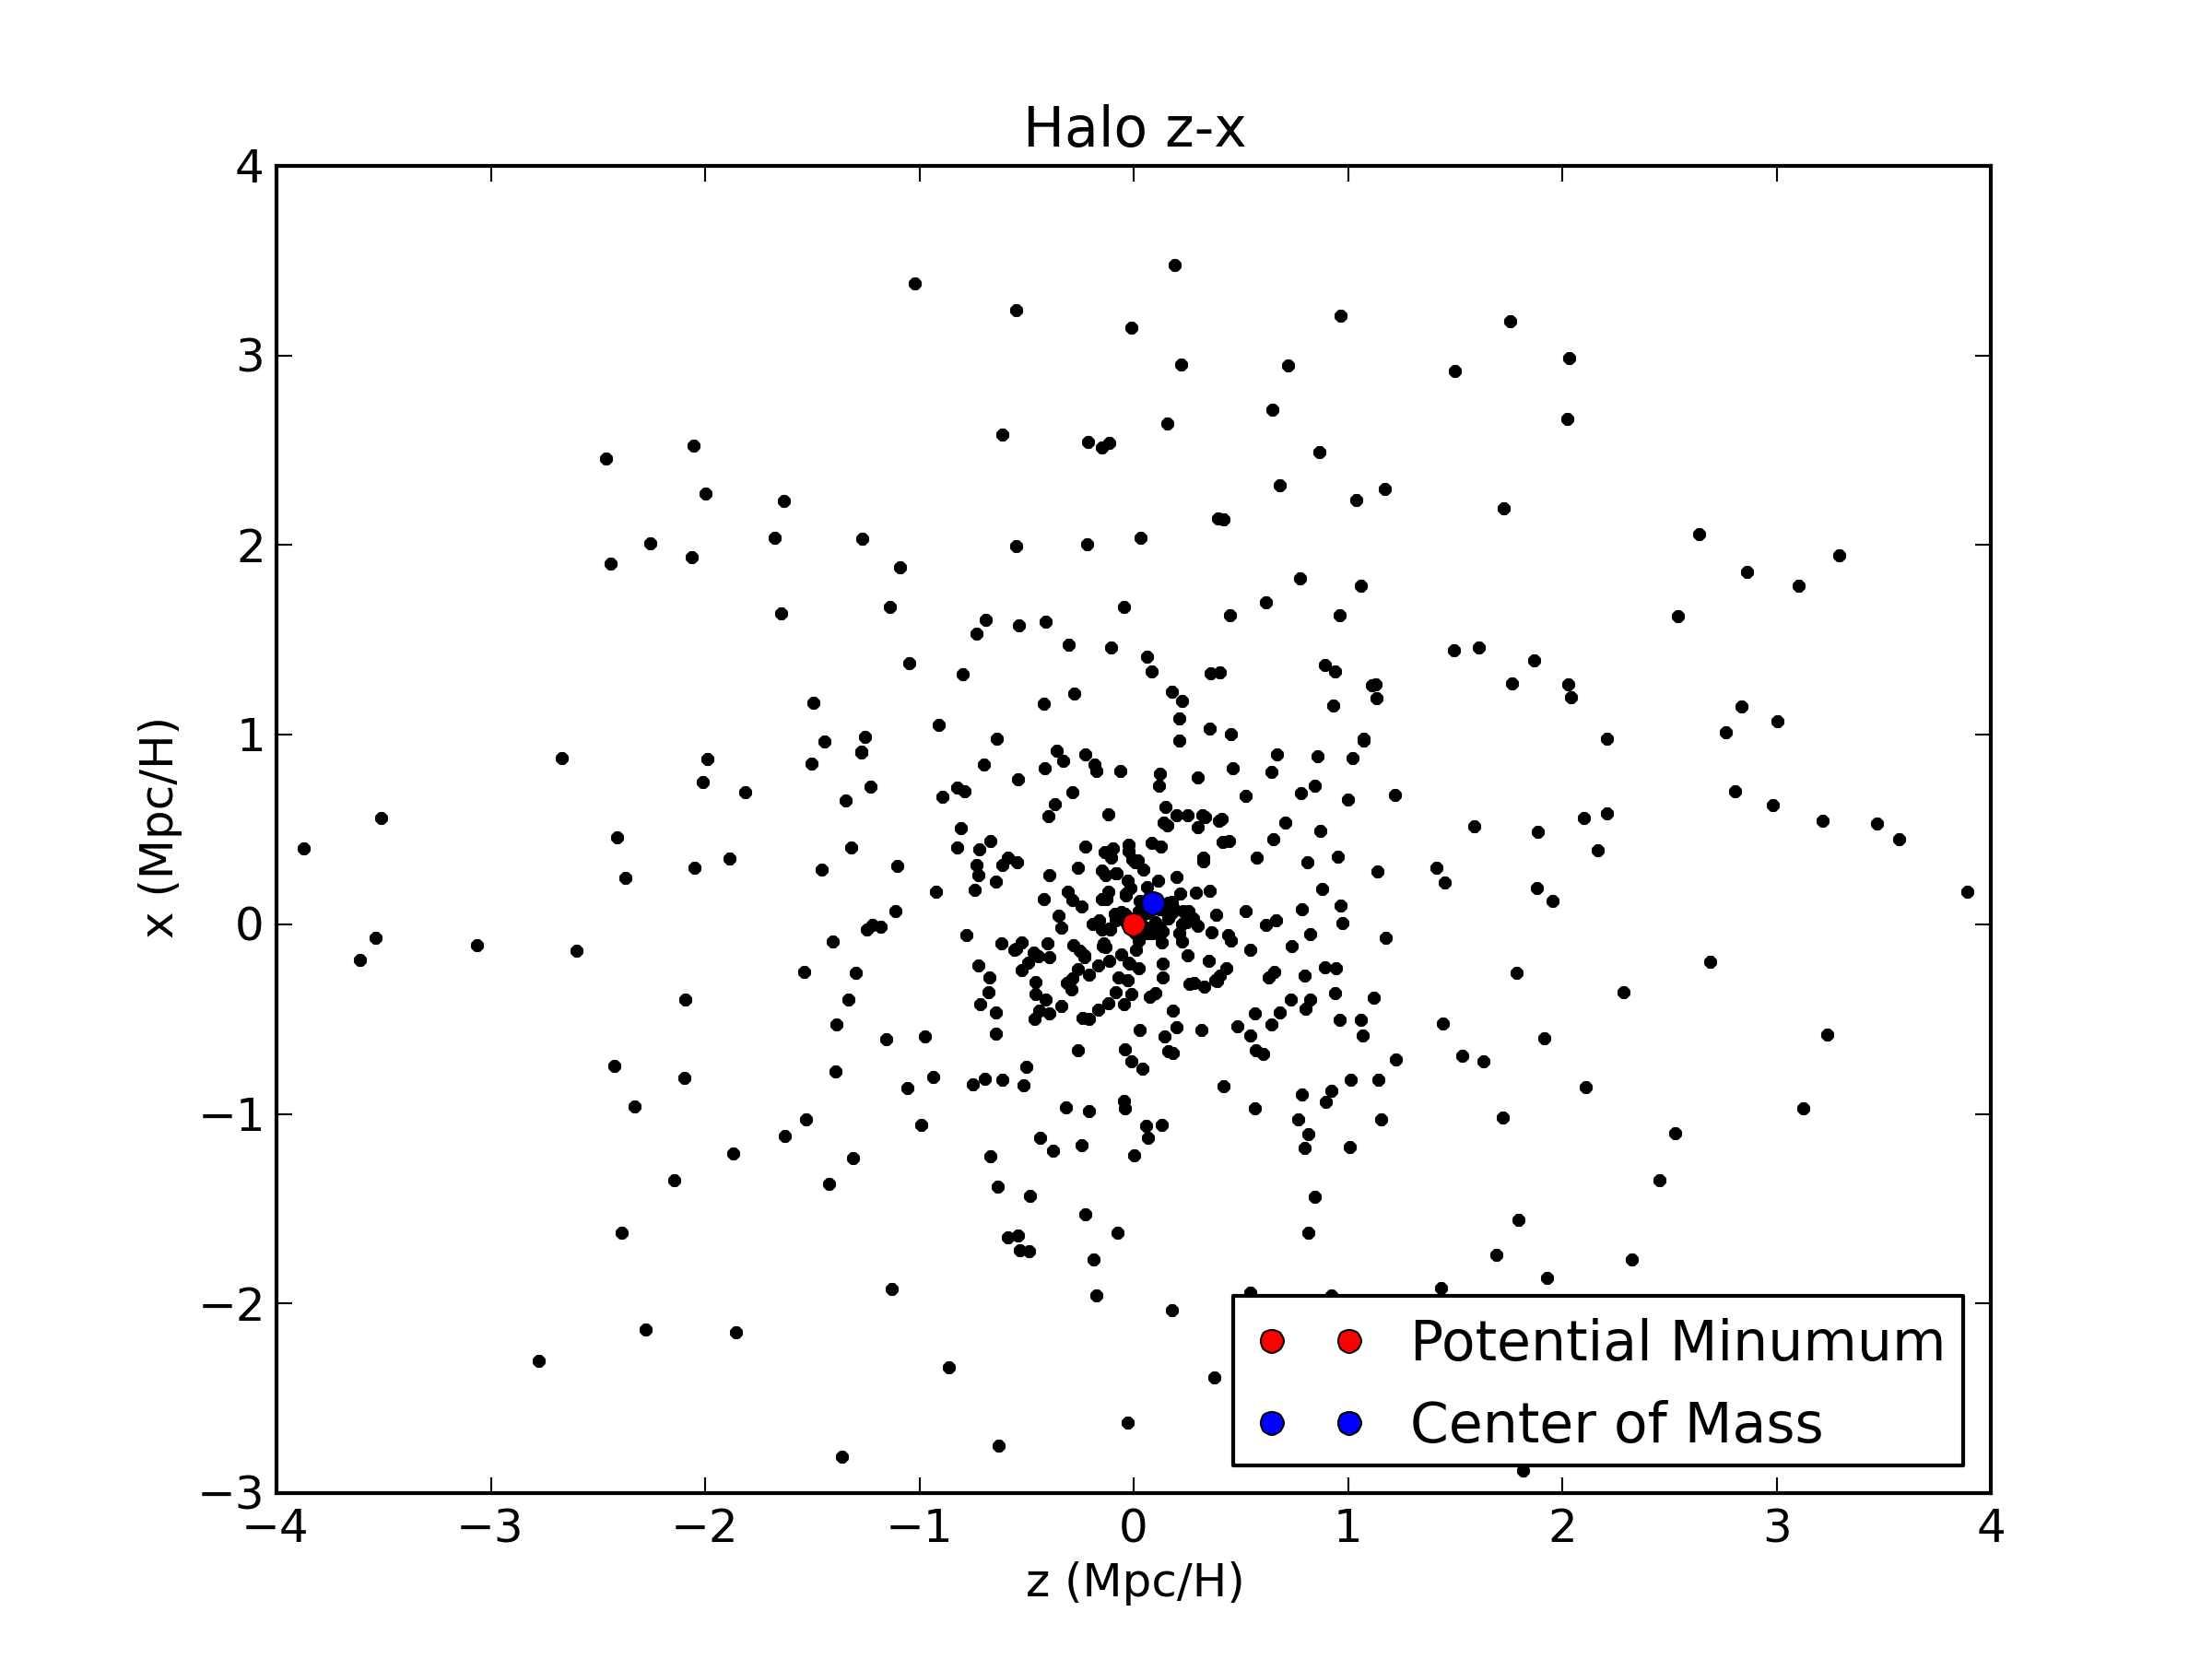 Halo z-x
4
3
2
1
0
−1
−2
−3
x (Mpc/H)
−4 −3 −2 −1 0 1 2 3 4
z (Mpc/H)
Potential Minumum
Center of Mass